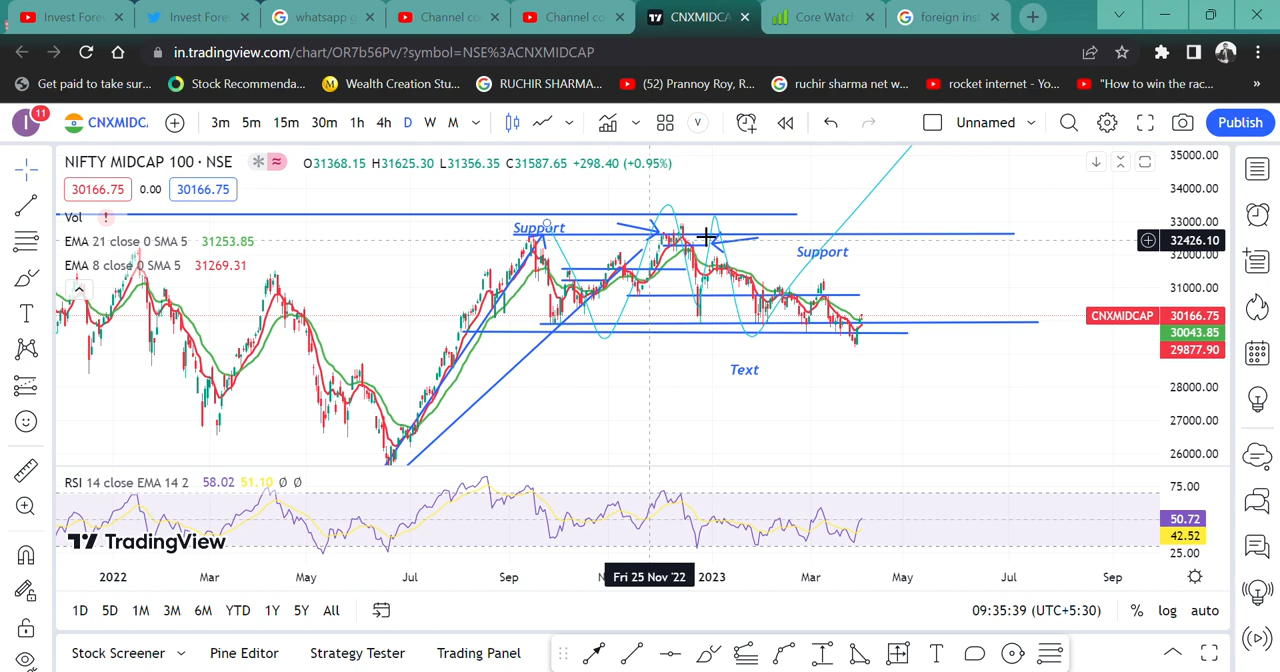 Invest Fore
Invest Fore
whatsapp g
Channel co
Channel co
CNXMIDCA
Core Watch
foreign inst
in.tradingview.com/chart/OR7b56Pv/?symbol=NSE%3ACNXMIDCAP
Get paid to take sur...
Stock Recommenda...
Wealth Creation Stu...
RUCHIR SHARMA...
(52) Prannoy Roy, R...
ruchir sharma net w...
rocket internet - Yo...
"How to win the rac...
»
I 11
CNXMIDC
3m 5m 15m 30m 1h 4h D W M
V
Unnamed
Publish
NIFTY MIDCAP 100 · NSE
O31368.15 H31625.30 L31356.35 C31587.65 +298.40 (+0.95%)
30166.75 0.00 30166.75
Vol !
EMA 21 close 0 SMA 5 31253.85
EMA 8 close 0 SMA 5 31269.31
Support
Support
Text
35000.00
34000.00
33000.00
32426.10
32000.00
31000.00
CNXMIDCAP 30166.75
30043.85
29877.90
28000.00
27000.00
26000.00
RSI 14 close EMA 14 2 58.02 51.10 Ø Ø
75.00
50.72
42.52
25.00
TradingView
2022 Mar May Jul Sep N Fri 25 Nov '22 2023 Mar May Jul Sep
1D 5D 1M 3M 6M YTD 1Y 5Y All
09:35:39 (UTC+5:30) % log auto
Stock Screener Pine Editor Strategy Tester Trading Panel